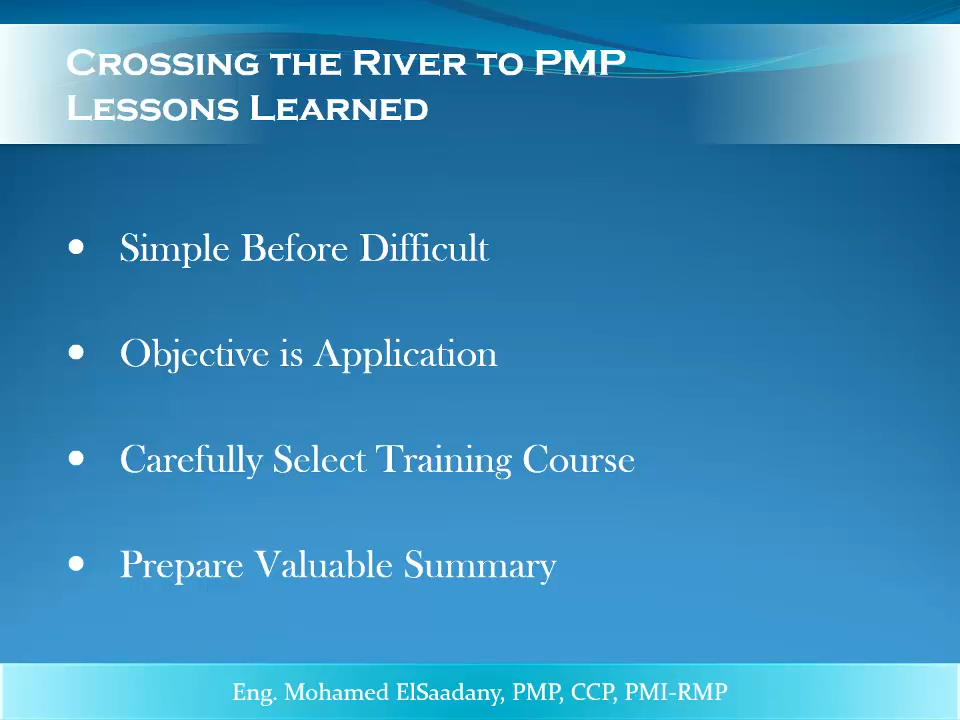 Crossing the River to PMP
Lessons Learned
• Simple Before Difficult
• Objective is Application
• Carefully Select Training Course
• Prepare Valuable Summary
Eng. Mohamed ElSaadany, PMP, CCP, PMI-RMP